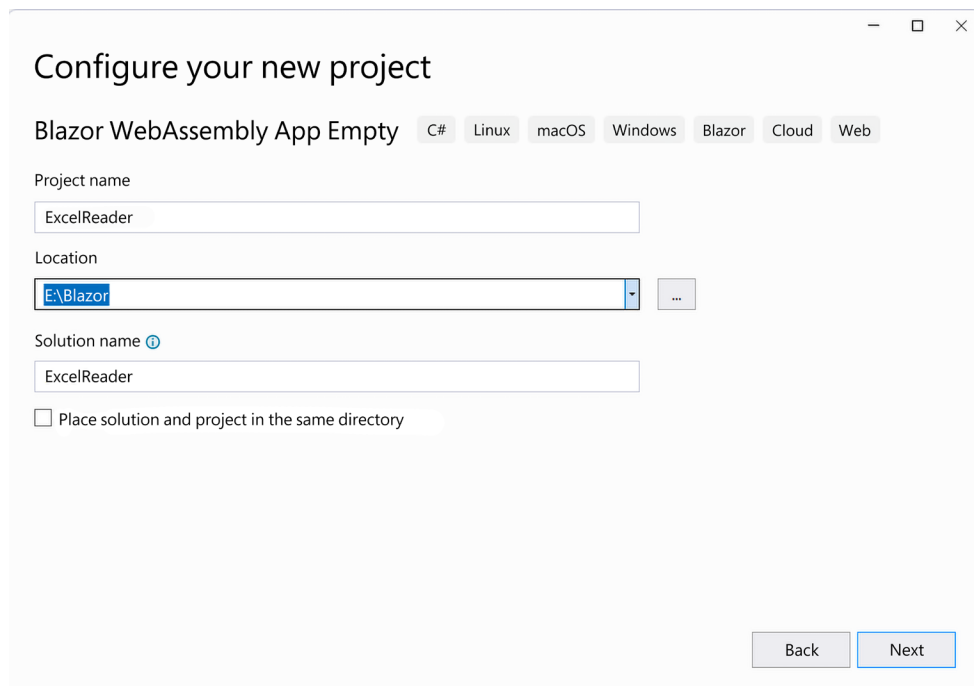 Configure your new project
Blazor WebAssembly App Empty C# Linux macOS Windows Blazor Cloud Web
Project name
ExcelReader
Location
E:\Blazor
...
Solution name
ExcelReader
Place solution and project in the same directory
Back Next